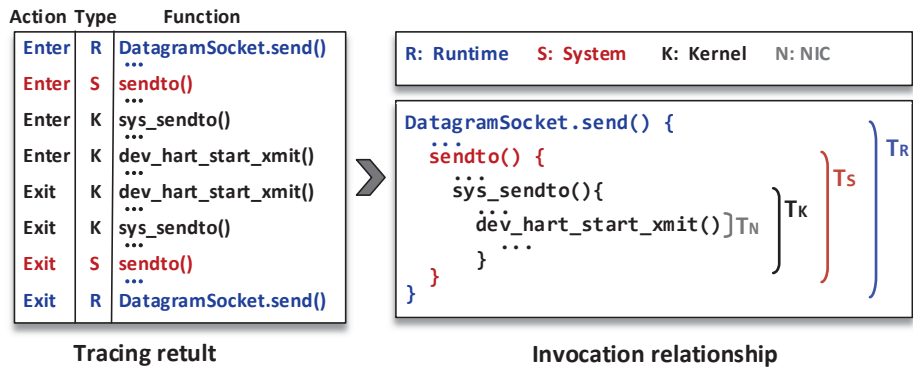 Action Type Function
Enter R DatagramSocket.send()
...
Enter S sendto()
...
Enter K sys_sendto()
...
Enter K dev_hart_start_xmit()
...
Exit K dev_hart_start_xmit()
...
Exit K sys_sendto()
...
Exit S sendto()
...
Exit R DatagramSocket.send()
Tracing retult
R: Runtime S: System K: Kernel N: NIC
DatagramSocket.send() {
...
sendto() {
...
sys_sendto(){
...
dev_hart_start_xmit()
...
}
}
}
TN
TK
TS
TR
Invocation relationship